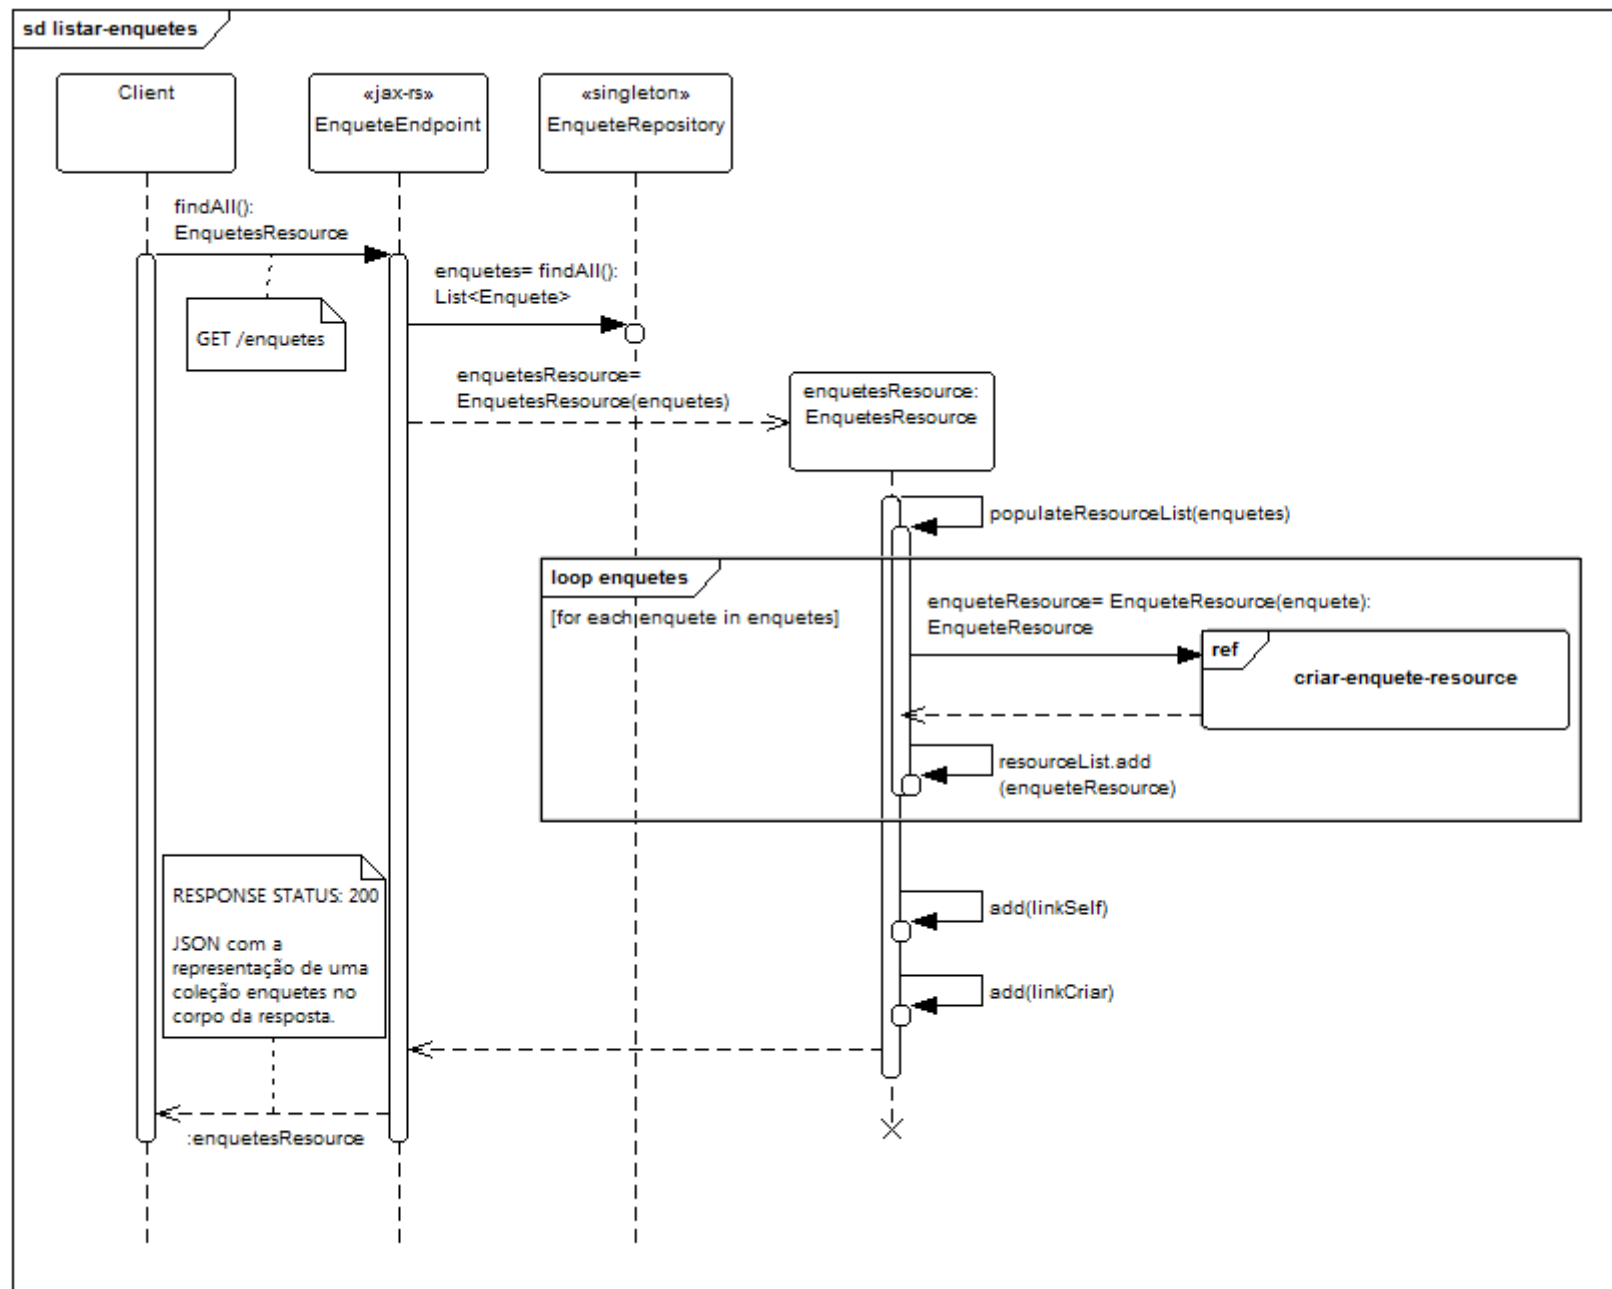 sd listar-enquetes
Client
«jax-rs»
EnqueteEndpoint
«singleton»
EnqueteRepository
findAll():
EnquetesResource
GET /enquetes
enquetes= findAll():
List<Enquete>
enquetesResource=
EnquetesResource(enquetes)
enquetesResource:
EnquetesResource
populateResourceList(enquetes)
loop enquetes
[for each enquete in enquetes]
enqueteResource= EnqueteResource(enquete):
EnqueteResource
ref
criar-enquete-resource
resourceList.add
(enqueteResource)
RESPONSE STATUS: 200
JSON com a
representação de uma
coleção enquetes no
corpo da resposta.
add(linkSelf)
add(linkCriar)
:enquetesResource